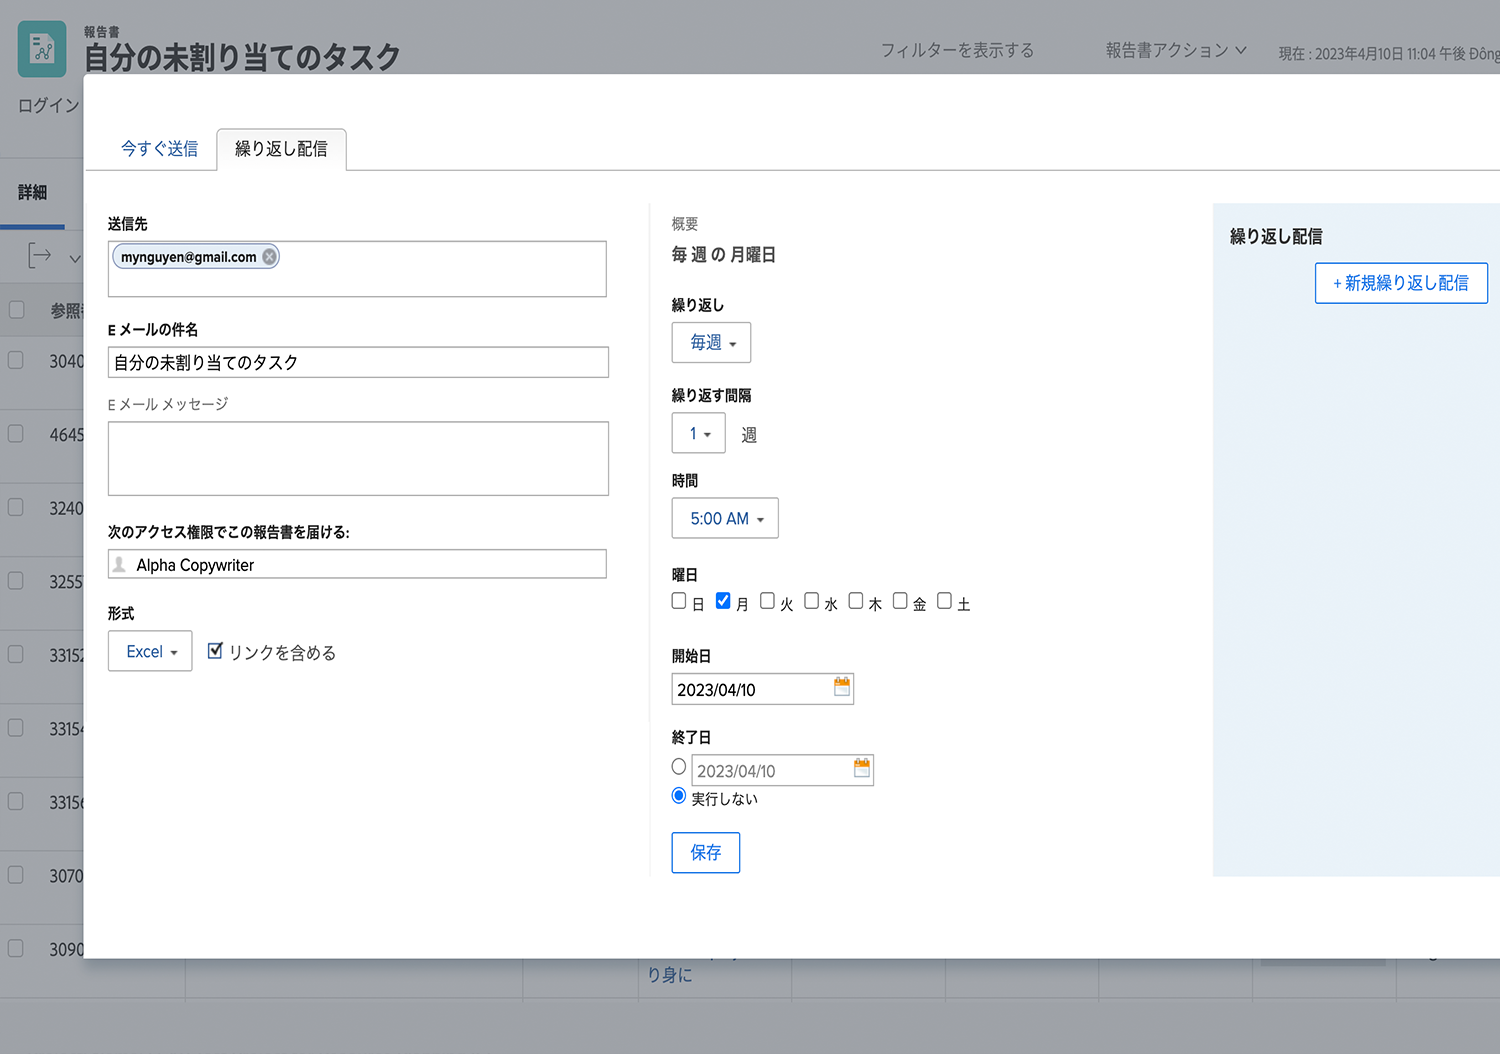 報告書
自分の未割り当てのタスク
フィルターを表示する
報告書アクション
現在 : 2023年4月10日 11:04 午後 Đông
ログイン
今すぐ送信
繰り返し配信
詳細
送信先
mynguyen@gmail.com
E メールの件名
自分の未割り当てのタスク
E メール メッセージ
次のアクセス権限でこの報告書を届ける:
Alpha Copywriter
形式
Excel
リンクを含める
概要
毎 週 の 月曜日
繰り返し
毎週
繰り返す間隔
1 週
時間
5:00 AM
曜日
日 月 火 水 木 金 土
開始日
2023/04/10
終了日
2023/04/10
実行しない
保存
繰り返し配信
+ 新規繰り返し配信
参照
3040
4645
3240
3255
3315
3315
3315
3070
3090
り身に